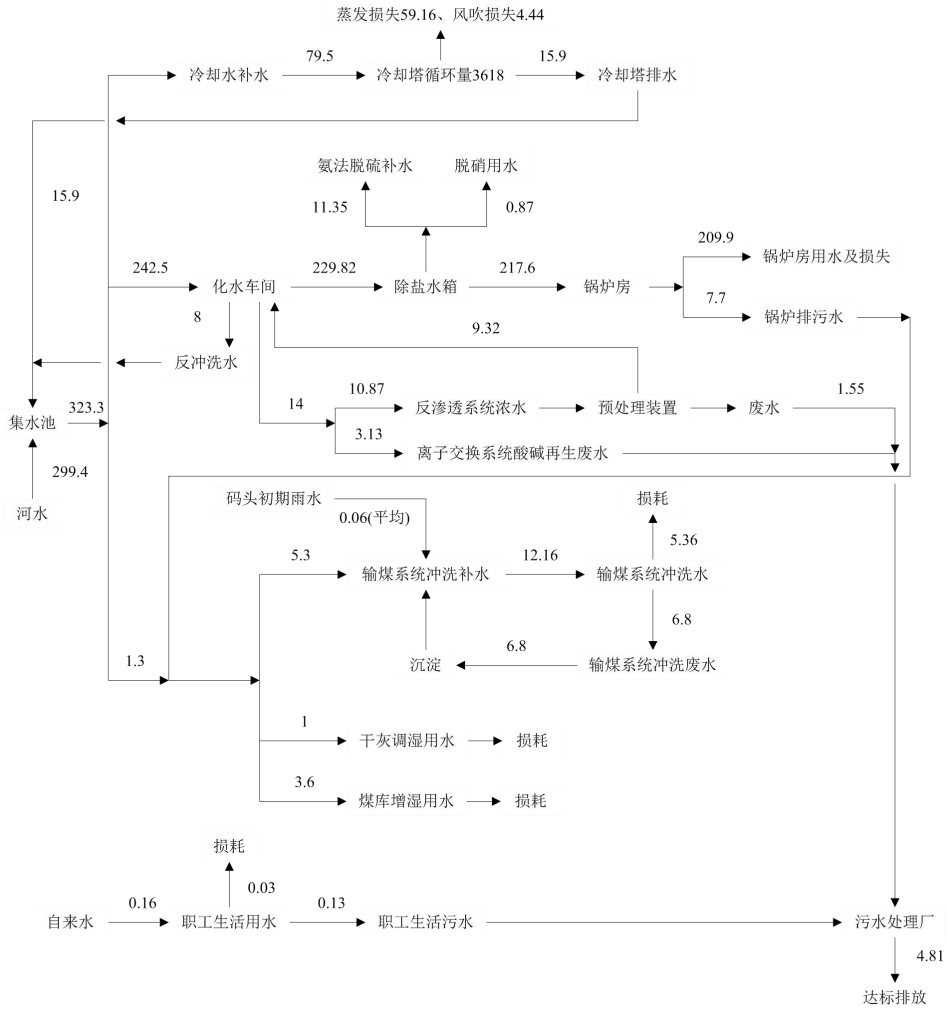 蒸发损失59.16、风吹损失4.44
79.5
15.9
冷却水补水
冷却塔循环量3618
冷却塔排水
氨法脱硫补水
脱硝用水
15.9
11.35
0.87
209.9
锅炉房用水及损失
242.5
229.82
217.6
化水车间
除盐水箱
锅炉房
7.7
8
锅炉排污水
9.32
反冲洗水
10.87
1.55
14
323.3
反渗透系统浓水
预处理装置
废水
集水池
3.13
离子交换系统酸碱再生废水
299.4
码头初期雨水
损耗
河水
0.06(平均)
5.36
5.3
12.16
输煤系统冲洗补水
输煤系统冲洗水
6.8
6.8
1.3
沉淀
输煤系统冲洗废水
1
干灰调湿用水
损耗
3.6
煤库增湿用水
损耗
损耗
0.03
0.16
0.13
自来水
职工生活用水
职工生活污水
污水处理厂
4.81
达标排放